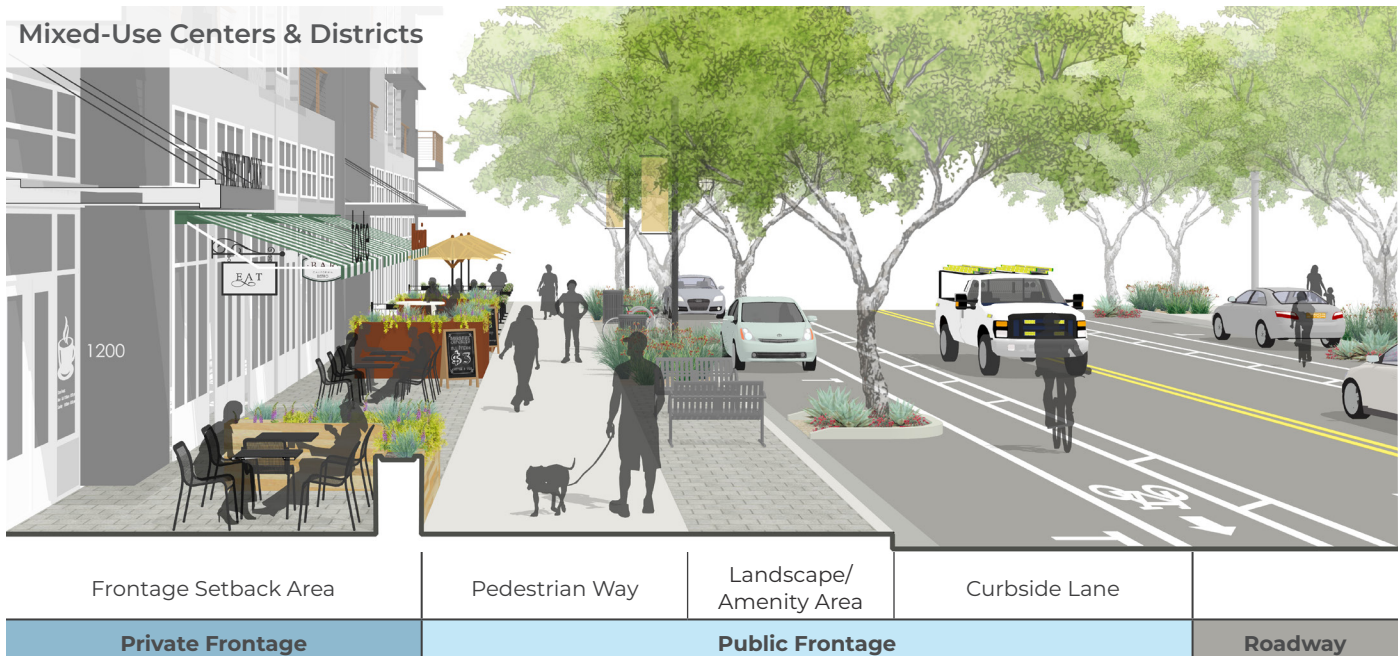 Mixed-Use Centers & Districts
EAT
BAR
1200
$3
Frontage Setback Area
Pedestrian Way
Landscape/
Amenity Area
Curbside Lane
Private Frontage
Public Frontage
Roadway